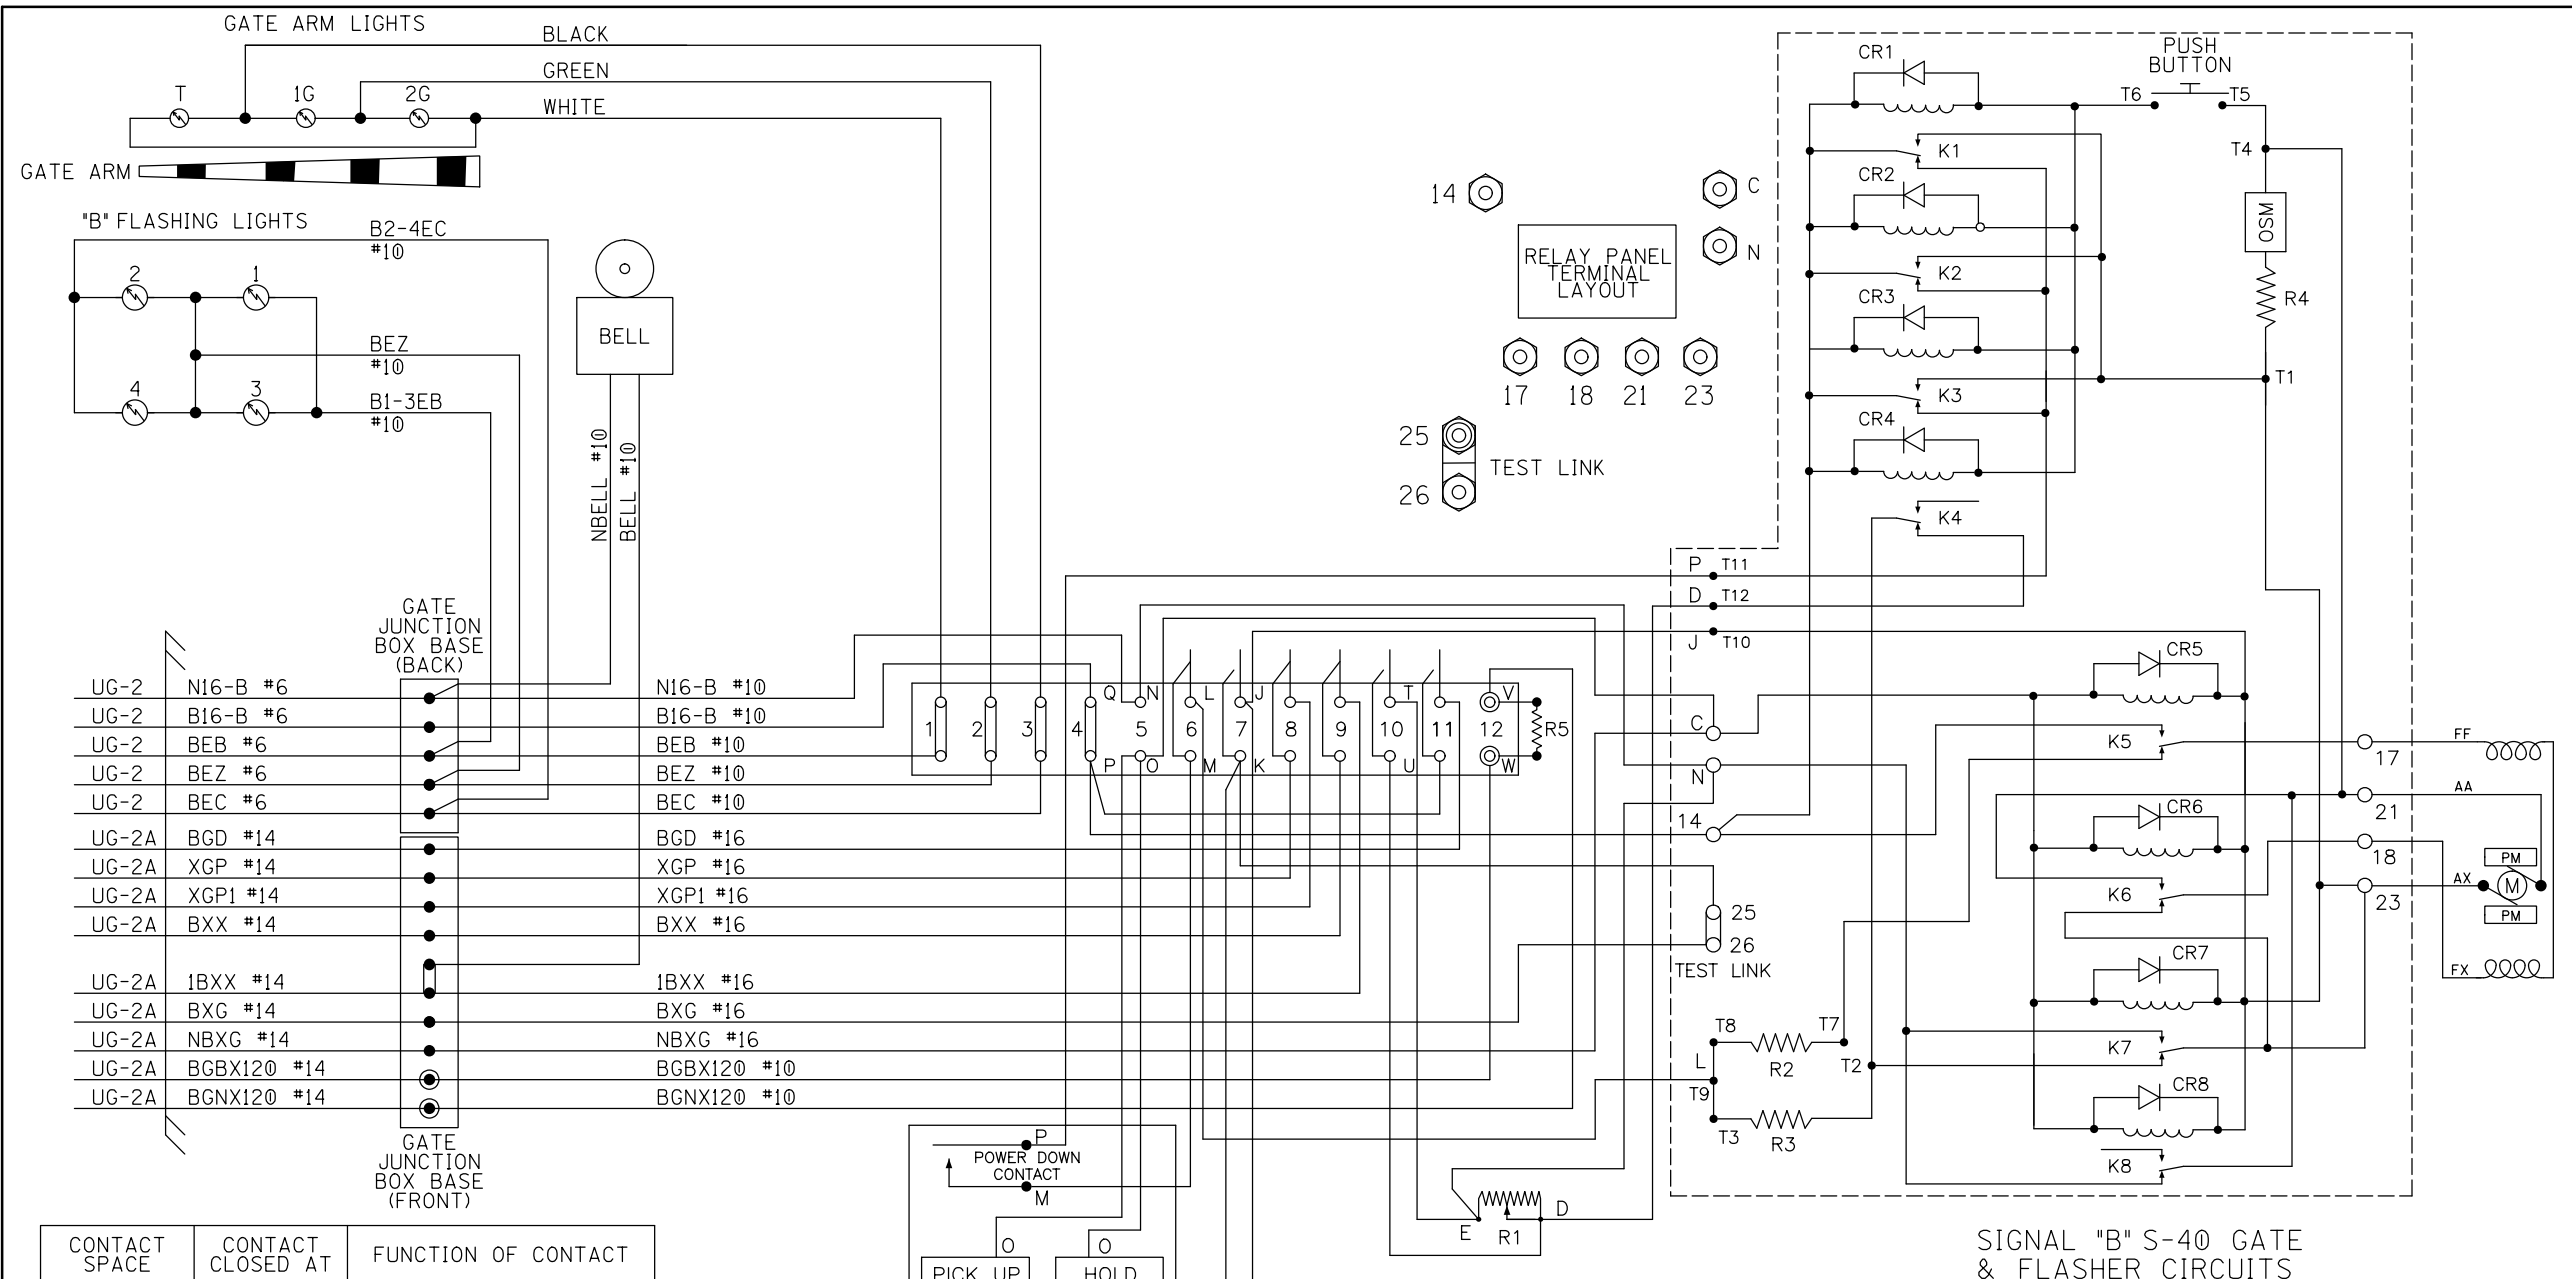 GATE ARM LIGHTS
BLACK
GREEN
WHITE
T
1G
2G
GATE ARM
"B" FLASHING LIGHTS
B2-4EC
#10
2
1
BEZ
#10
4
3
B1-3EB
#10
BELL
NBELL #10
BELL #10
14
C
N
RELAY PANEL
TERMINAL
LAYOUT
17 18 21 23
25
TEST LINK
26
CR1
PUSH
BUTTON
T6 T5
K1
T4
CR2
OSM
K2
CR3
R4
K3
T1
CR4
K4
P T11
D T12
J T10
GATE
JUNCTION
BOX BASE
(BACK)
UG-2 N16-B #6 N16-B #10
UG-2 B16-B #6 B16-B #10
UG-2 BEB #6 BEB #10
UG-2 BEZ #6 BEZ #10
UG-2 BEC #6 BEC #10
UG-2A BGD #14 BGD #16
UG-2A XGP #14 XGP #16
UG-2A XGP1 #14 XGP1 #16
UG-2A BXX #14 BXX #16
UG-2A 1BXX #14 1BXX #16
UG-2A BXG #14 BXG #16
UG-2A NBXG #14 NBXG #16
UG-2A BGBX120 #14 BGBX120 #10
UG-2A BGNX120 #14 BGNX120 #10
GATE
JUNCTION
BOX BASE
(FRONT)
Q N L J T V
1 2 3 4 5 6 7 8 9 10 11 12 R5
P O M K U W
C
N
14
25
26
TEST LINK
T8 T7
L
R2
T2
T9
T3
R3
CR5
K5
17
FF
21
AA
CR6
18
PM
K6
AX
M
23
PM
CR7
FX
K7
CR8
K8
P
POWER DOWN
CONTACT
M
O
O
PICK UP
HOLD
E
R1
D
CONTACT
SPACE
CONTACT
CLOSED AT
FUNCTION OF CONTACT
SIGNAL "B" S-40 GATE
& FLASHER CIRCUITS